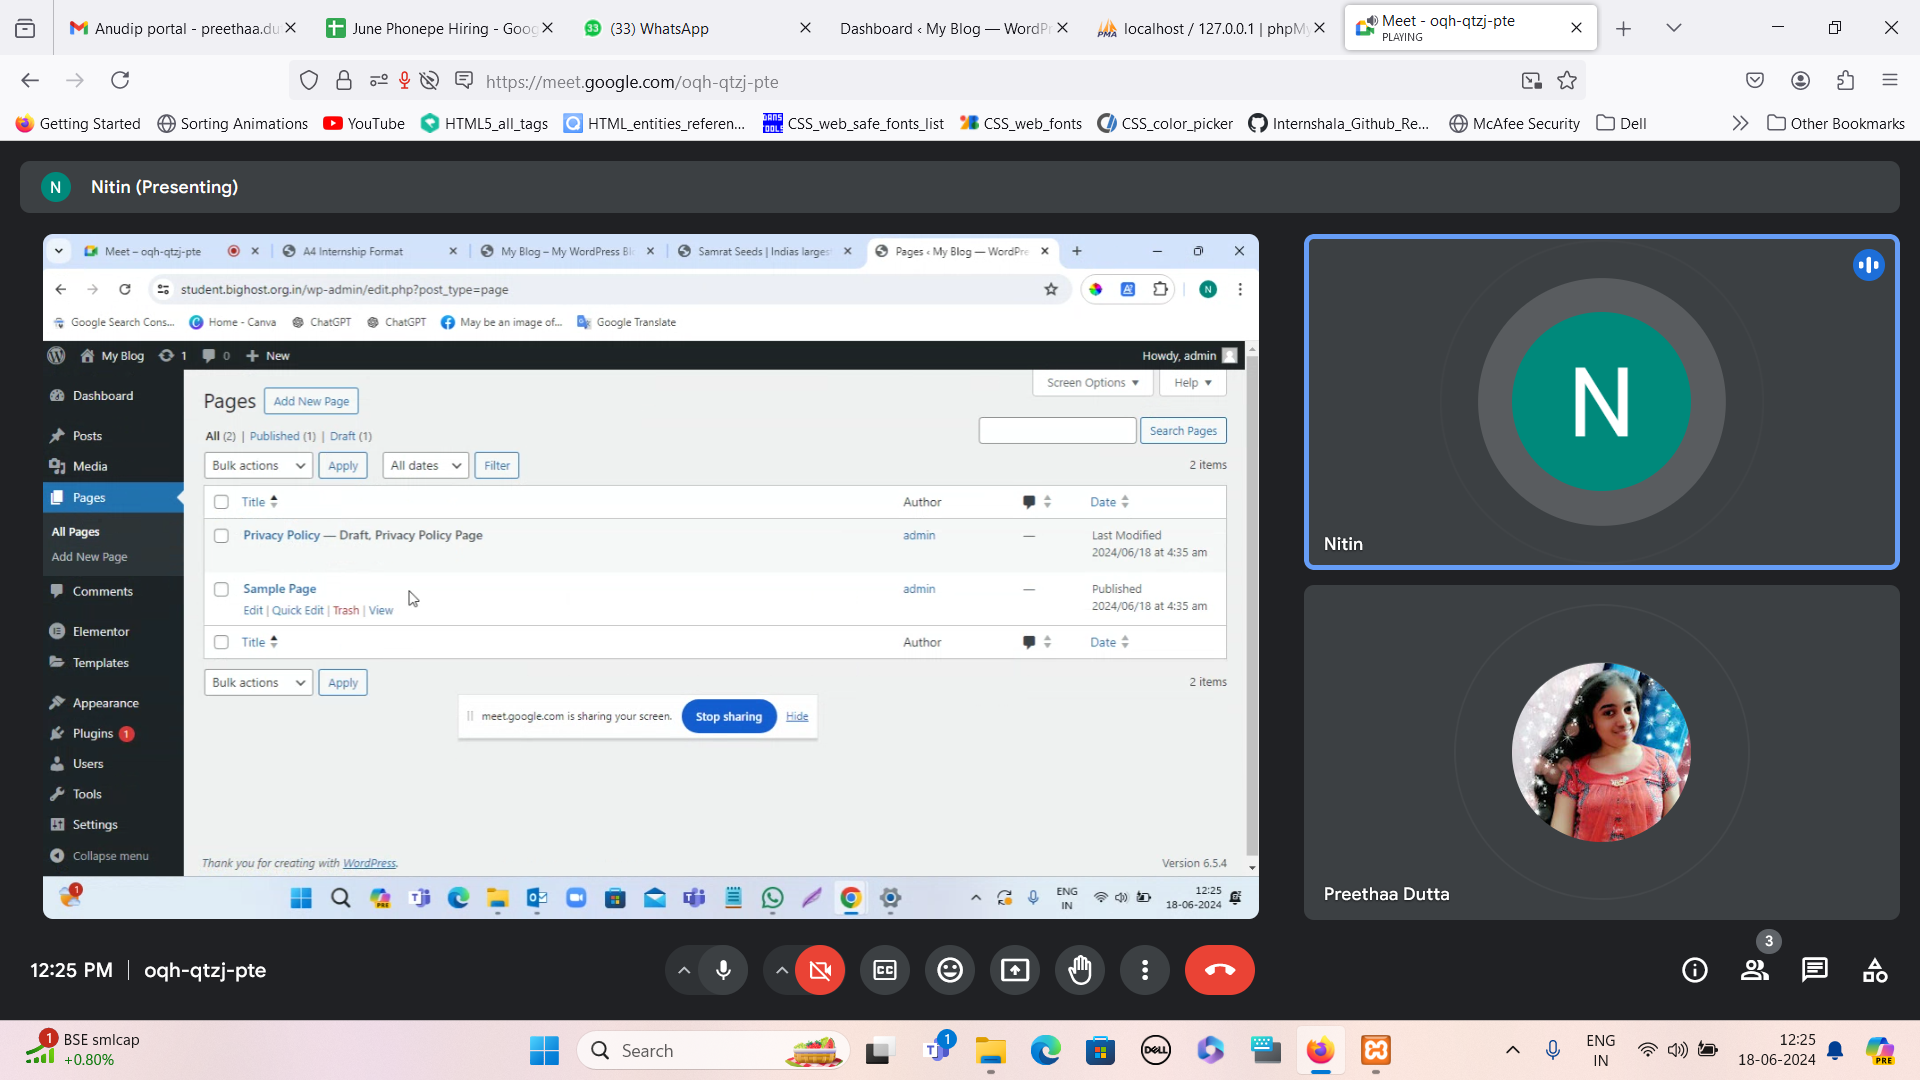 Anudip portal - preethaa.du
June Phonepe Hiring - Goog
33 (33) WhatsApp
Dashboard ‹ My Blog — WordPr
localhost / 127.0.0.1 | phpMy
Meet - oqh-qtzj-pte
PLAYING
https://meet.google.com/oqh-qtzj-pte
Getting Started
Sorting Animations
YouTube
HTML5_all_tags
HTML_entities_referen...
CSS_web_safe_fonts_list
CSS_web_fonts
CSS_color_picker
Internshala_Github_Re...
McAfee Security
Dell
Other Bookmarks
N Nitin (Presenting)
Meet – oqh-qtzj-pte
A4 Internship Format
My Blog – My WordPress Bl
Samrat Seeds | Indias larges
Pages ‹ My Blog — WordPre
student.bighost.org.in/wp-admin/edit.php?post_type=page
N
Google Search Cons...
Home - Canva
ChatGPT
ChatGPT
May be an image of...
Google Translate
My Blog
1
0
New
Howdy, admin
Dashboard
Posts
Media
Pages
All Pages
Add New Page
Comments
Elementor
Templates
Appearance
Plugins 1
Users
Tools
Settings
Collapse menu
Screen Options
Help
Pages
Add New Page
All (2) | Published (1) | Draft (1)
Search Pages
Bulk actions
Apply
All dates
Filter
2 items
Title
Author
Date
Privacy Policy — Draft, Privacy Policy Page
admin
—
Last Modified
2024/06/18 at 4:35 am
Sample Page
admin
—
Published
2024/06/18 at 4:35 am
Edit | Quick Edit | Trash | View
Title
Author
Date
Bulk actions
Apply
2 items
meet.google.com is sharing your screen.
Stop sharing
Hide
Thank you for creating with WordPress.
Version 6.5.4
1
PRE
ENG
IN
12:25
18-06-2024
N
Nitin
Preethaa Dutta
12:25 PM | oqh-qtzj-pte
CC
3
1
BSE smlcap
+0.80%
Search
1
DELL
ENG
IN
12:25
18-06-2024
PRE